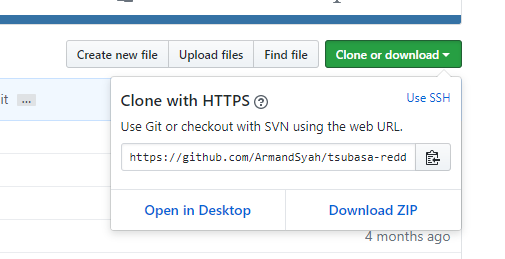 Create new file Upload files Find file Clone or download
it ...
Clone with HTTPS ? Use SSH
Use Git or checkout with SVN using the web URL.
https://github.com/ArmandSyah/tsubasa-redd
Open in Desktop Download ZIP
4 months ago